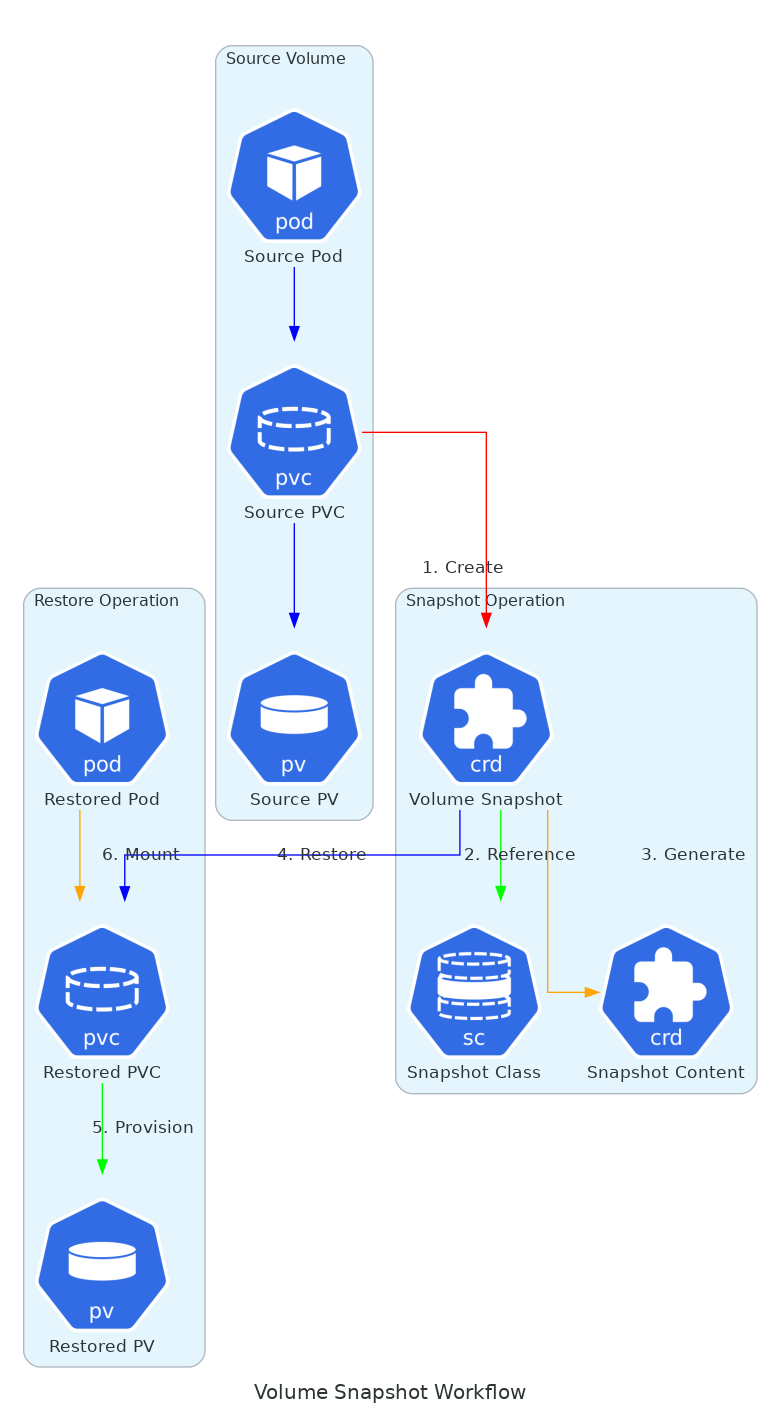 Source Volume
pod
Source Pod
pvc
Source PVC
1. Create
Restore Operation
Snapshot Operation
pod
Restored Pod
pv
Source PV
crd
Volume Snapshot
6. Mount
4. Restore
2. Reference
3. Generate
pvc
Restored PVC
sc
Snapshot Class
crd
Snapshot Content
5. Provision
pv
Restored PV
Volume Snapshot Workflow